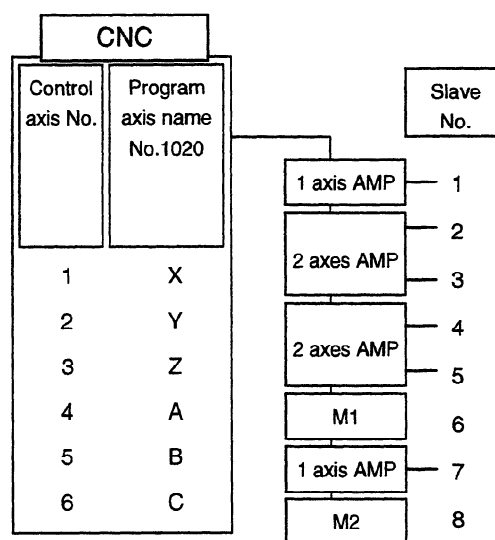 CNC
Control
axis No.
Program
axis name
No.1020
1 X
2 Y
3 Z
4 A
5 B
6 C
Slave
No.
1 axis AMP 1
2
2 axes AMP
3
4
2 axes AMP
5
M1 6
1 axis AMP 7
M2 8